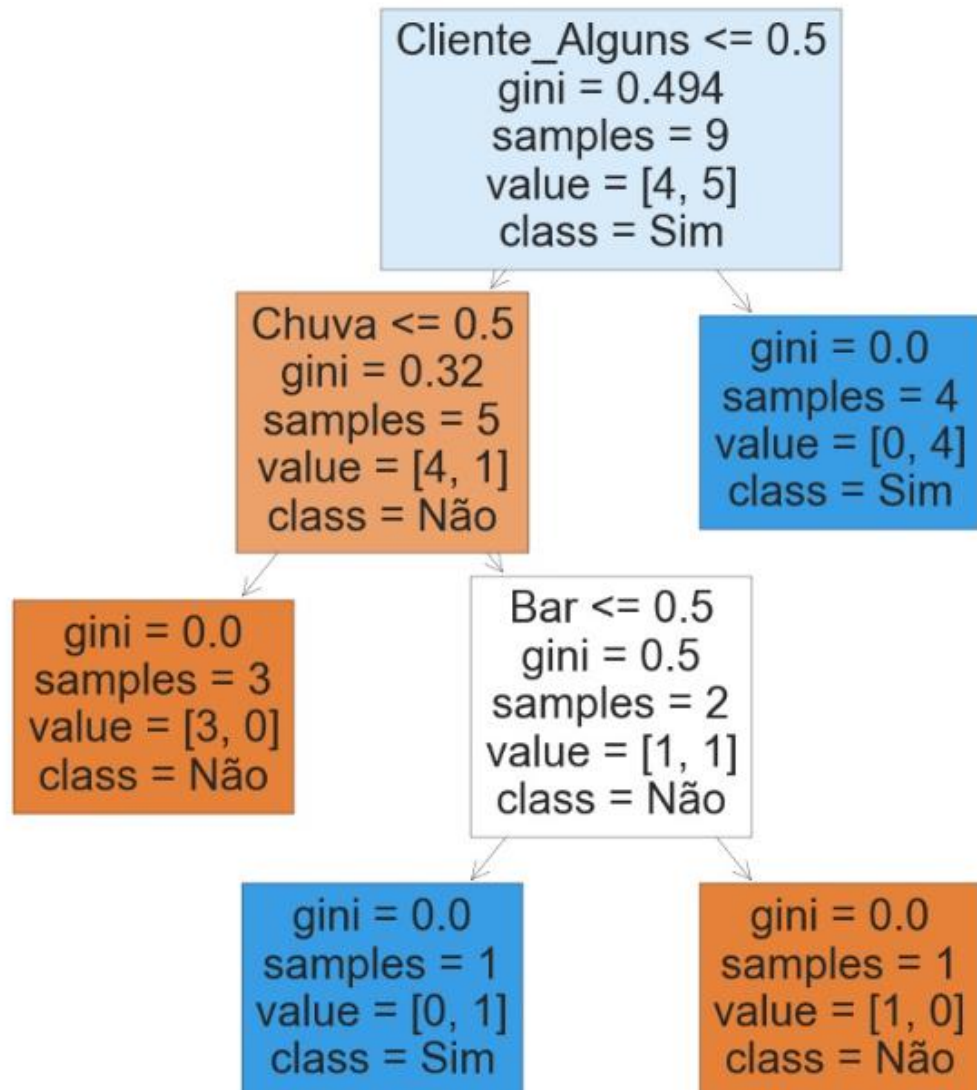 Cliente_Alguns <= 0.5
gini = 0.494
samples = 9
value = [4, 5]
class = Sim
Chuva <= 0.5
gini = 0.32
samples = 5
value = [4, 1]
class = Não
gini = 0.0
samples = 4
value = [0, 4]
class = Sim
gini = 0.0
samples = 3
value = [3, 0]
class = Não
Bar <= 0.5
gini = 0.5
samples = 2
value = [1, 1]
class = Não
gini = 0.0
samples = 1
value = [0, 1]
class = Sim
gini = 0.0
samples = 1
value = [1, 0]
class = Não